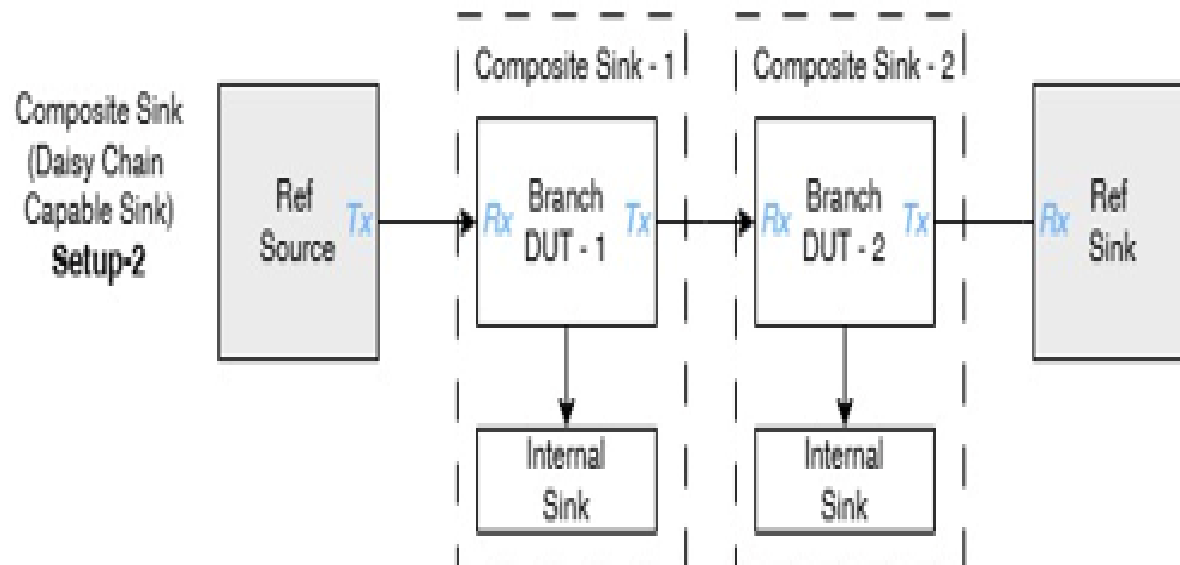 Composite Sink
(Daisy Chain
Capable Sink)
Setup-2
Ref
Source
Tx
Composite Sink - 1
Rx
Branch
DUT - 1
Tx
Internal
Sink
Composite Sink - 2
Rx
Branch
DUT - 2
Tx
Internal
Sink
Rx
Ref
Sink